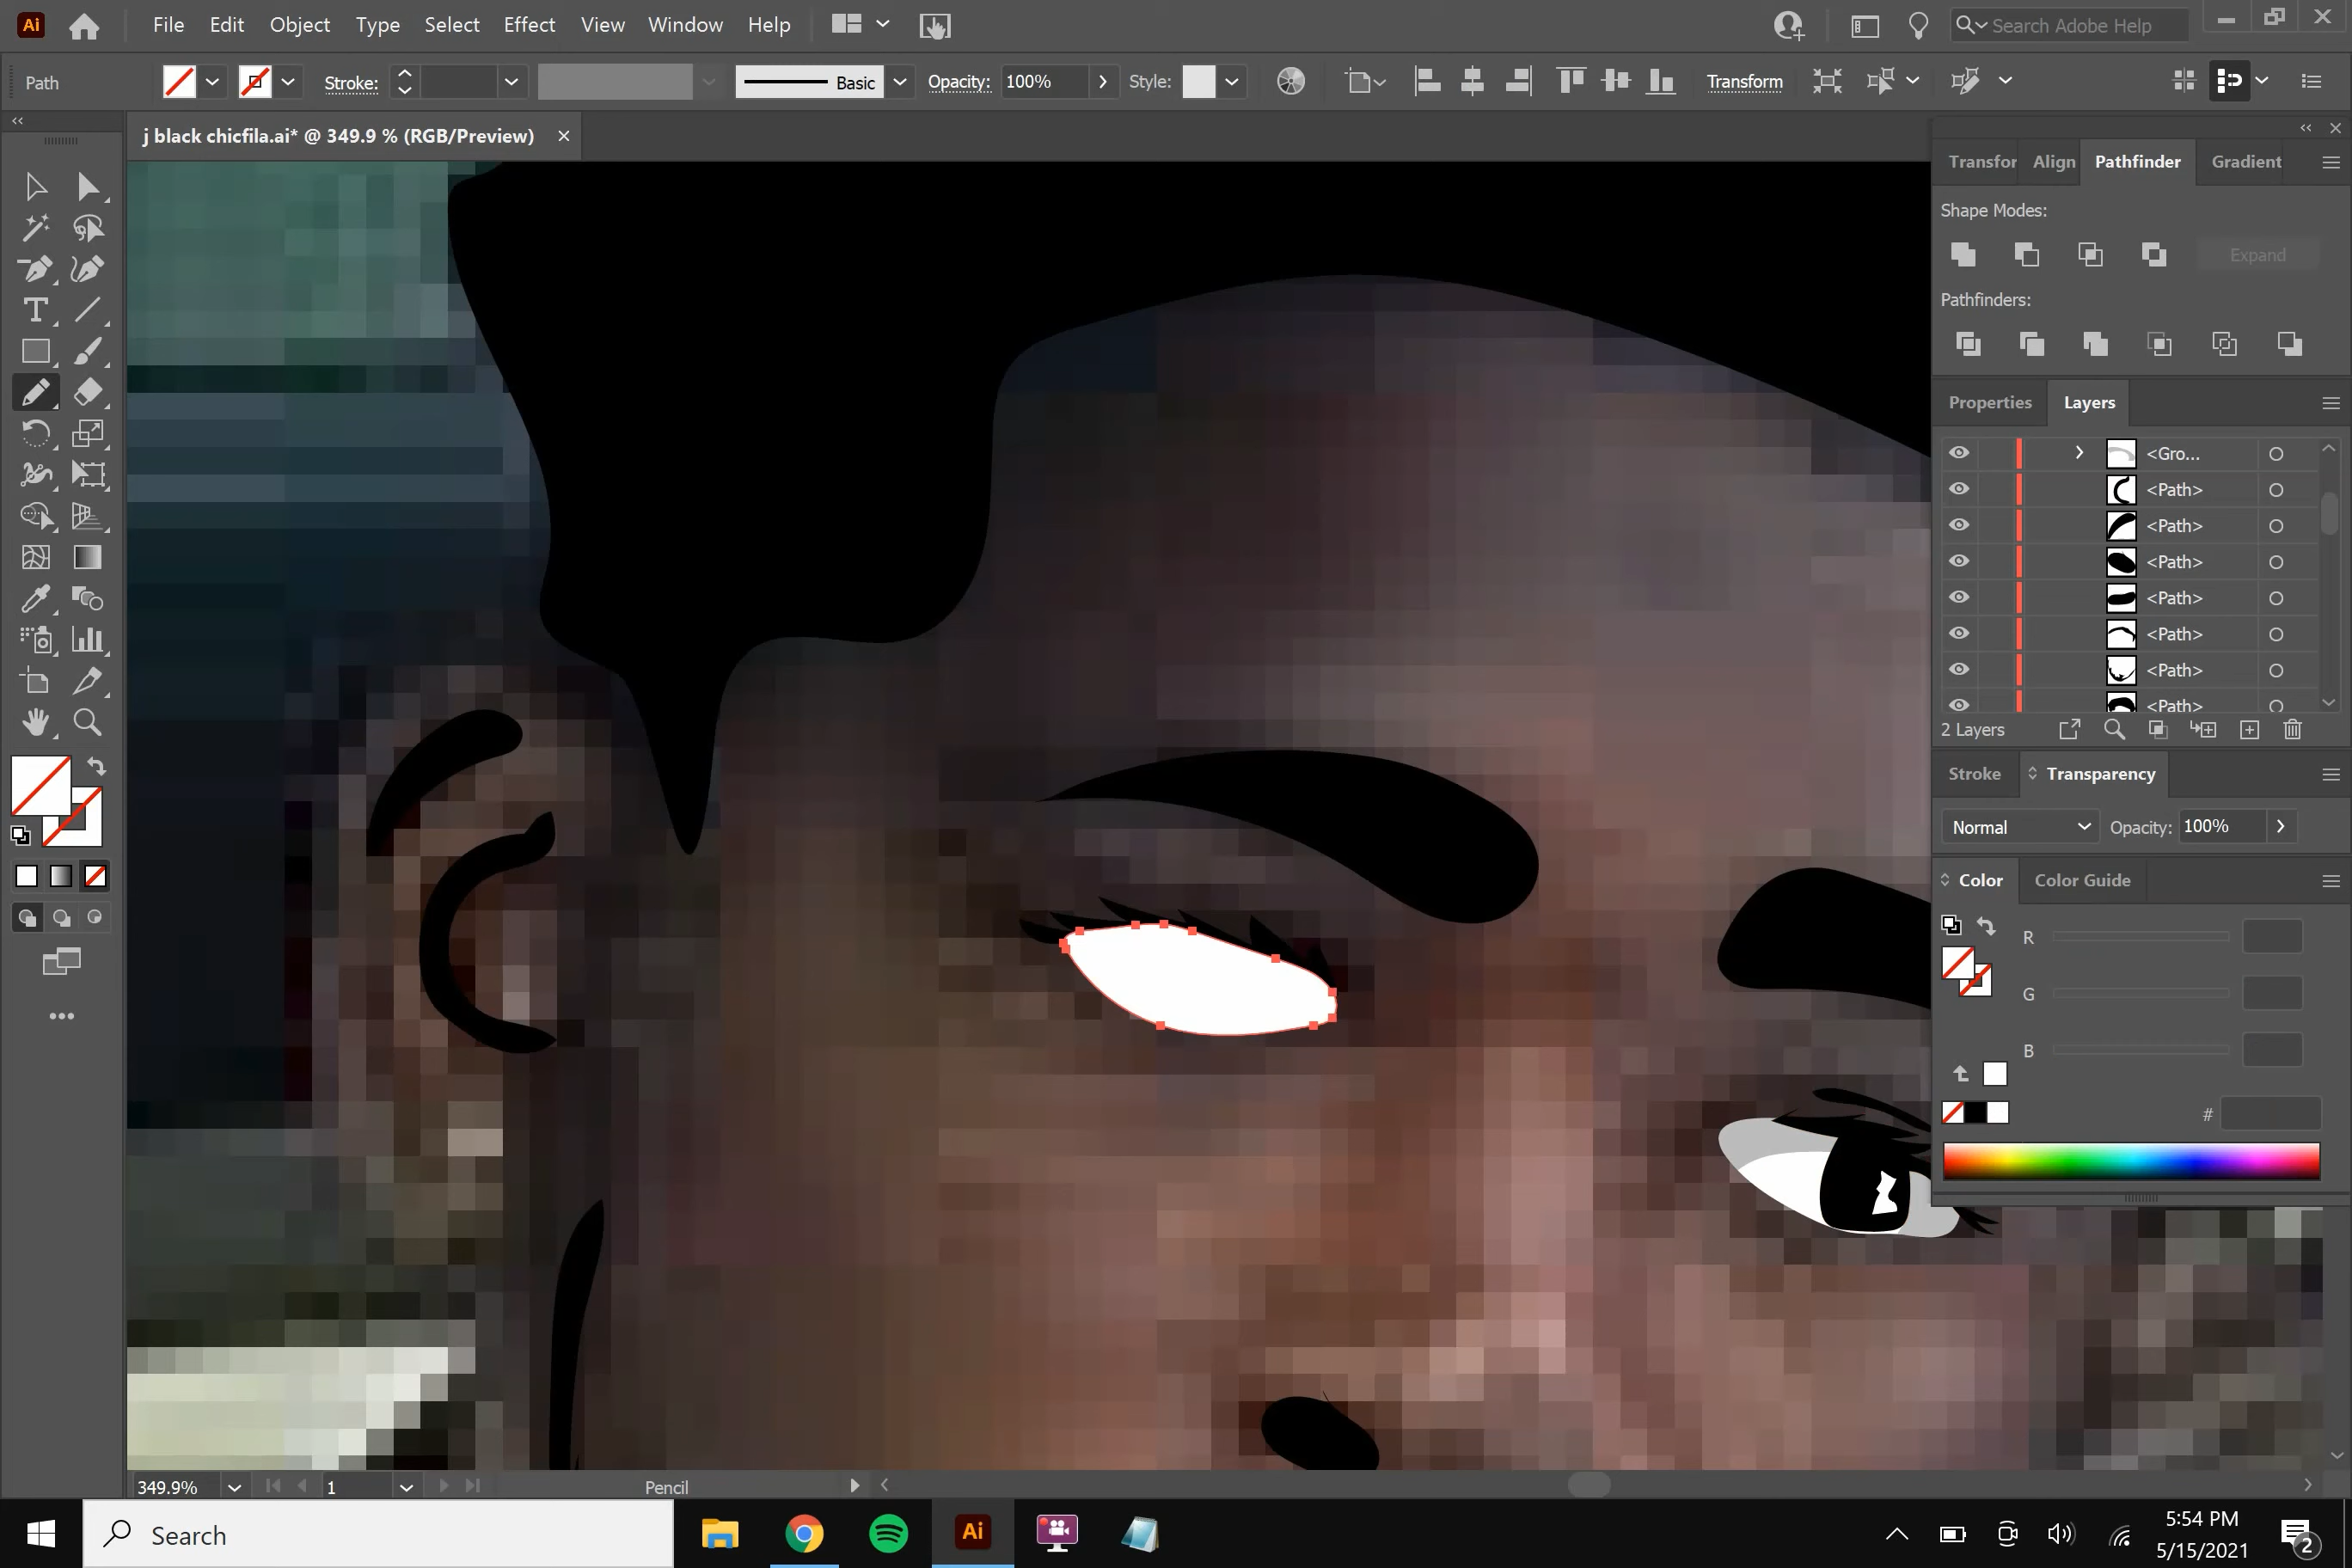 Ai File Edit Object Type Select Effect View Window Help Search Adobe Help
Path Stroke: Basic Opacity: 100% Style: Transform
j black chicfila.ai* @ 349.9 % (RGB/Preview)
Transfor Align Pathfinder Gradient
Shape Modes:
Expand
Pathfinders:
Properties Layers
<Gro...
<Path>
<Path>
<Path>
<Path>
<Path>
<Path>
<Path>
2 Layers
Stroke Transparency
Normal Opacity: 100%
Color Color Guide
R
G
B
#
349.9% 1 Pencil
Search Ai 5:54 PM
5/15/2021 2